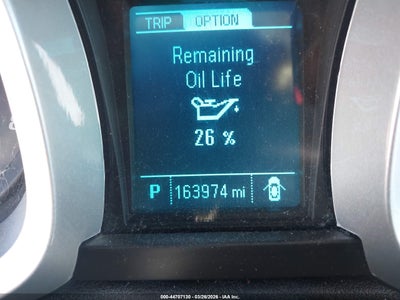 TRIP OPTION
Remaining
Oil Life
26 %
P 163974 mi
000-44707130 - 03/26/2026 - IAA Inc.